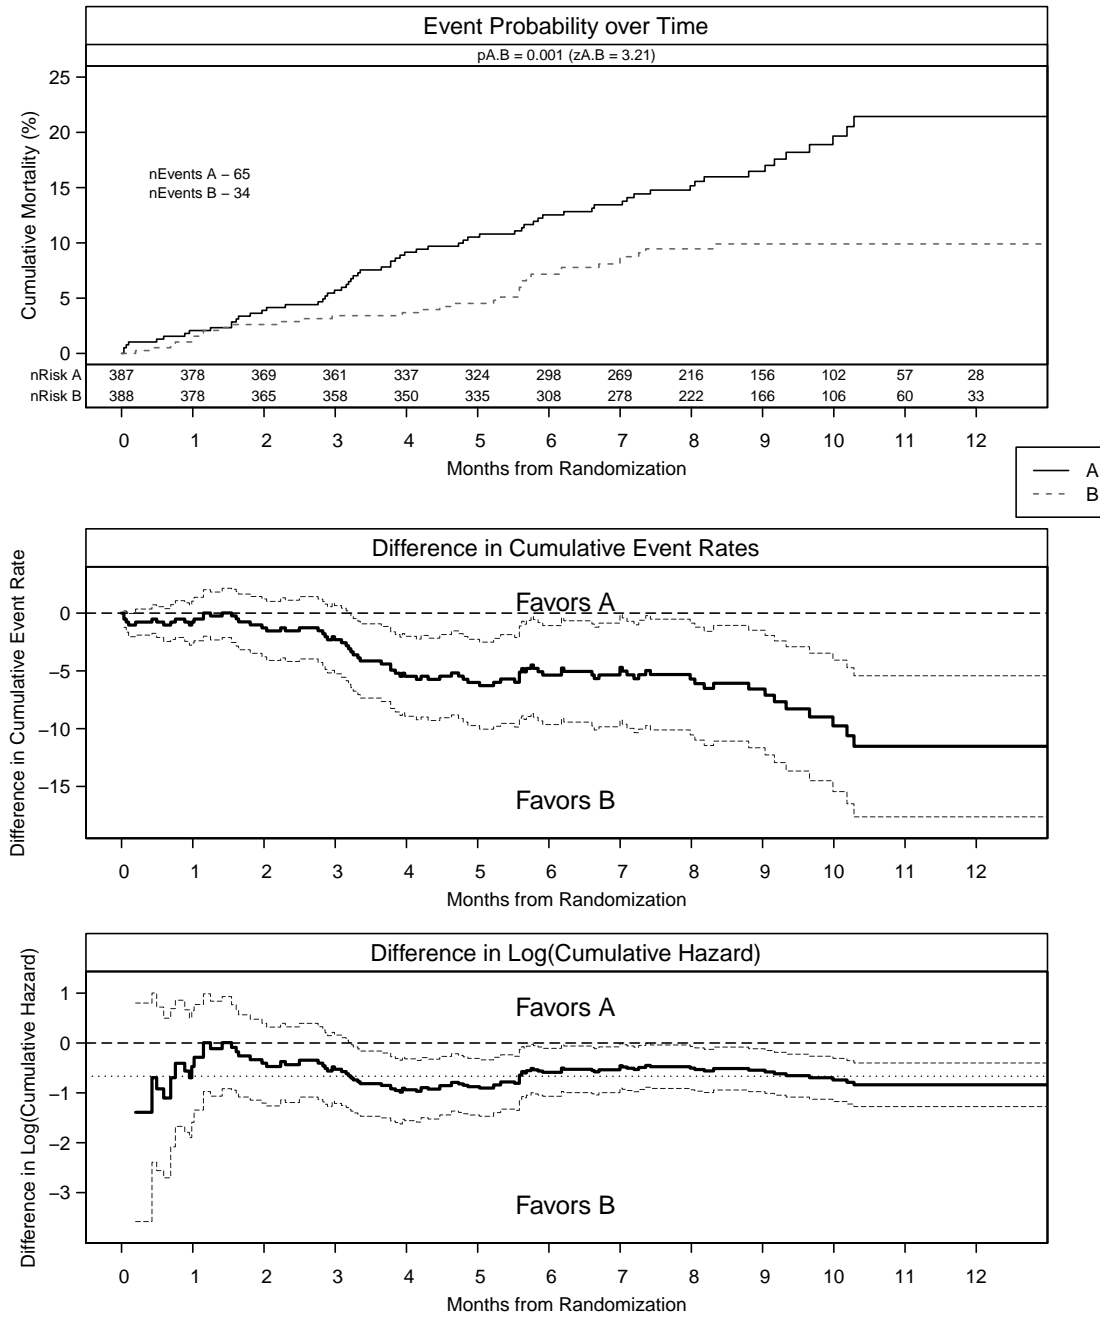 Event Probability over Time
pA.B = 0.001 (zA.B = 3.21)
Cumulative Mortality (%)
25
20
15
10
5
0
nEvents A – 65
nEvents B – 34
nRisk A 387 378 369 361 337 324 298 269 216 156 102 57 28
nRisk B 388 378 365 358 350 335 308 278 222 166 106 60 33
0 1 2 3 4 5 6 7 8 9 10 11 12
Months from Randomization
A
B
Difference in Cumulative Event Rates
Difference in Cumulative Event Rate
0
−5
−10
−15
Favors A
Favors B
0 1 2 3 4 5 6 7 8 9 10 11 12
Months from Randomization
Difference in Log(Cumulative Hazard)
Difference in Log(Cumulative Hazard)
1
0
−1
−2
−3
Favors A
Favors B
0 1 2 3 4 5 6 7 8 9 10 11 12
Months from Randomization